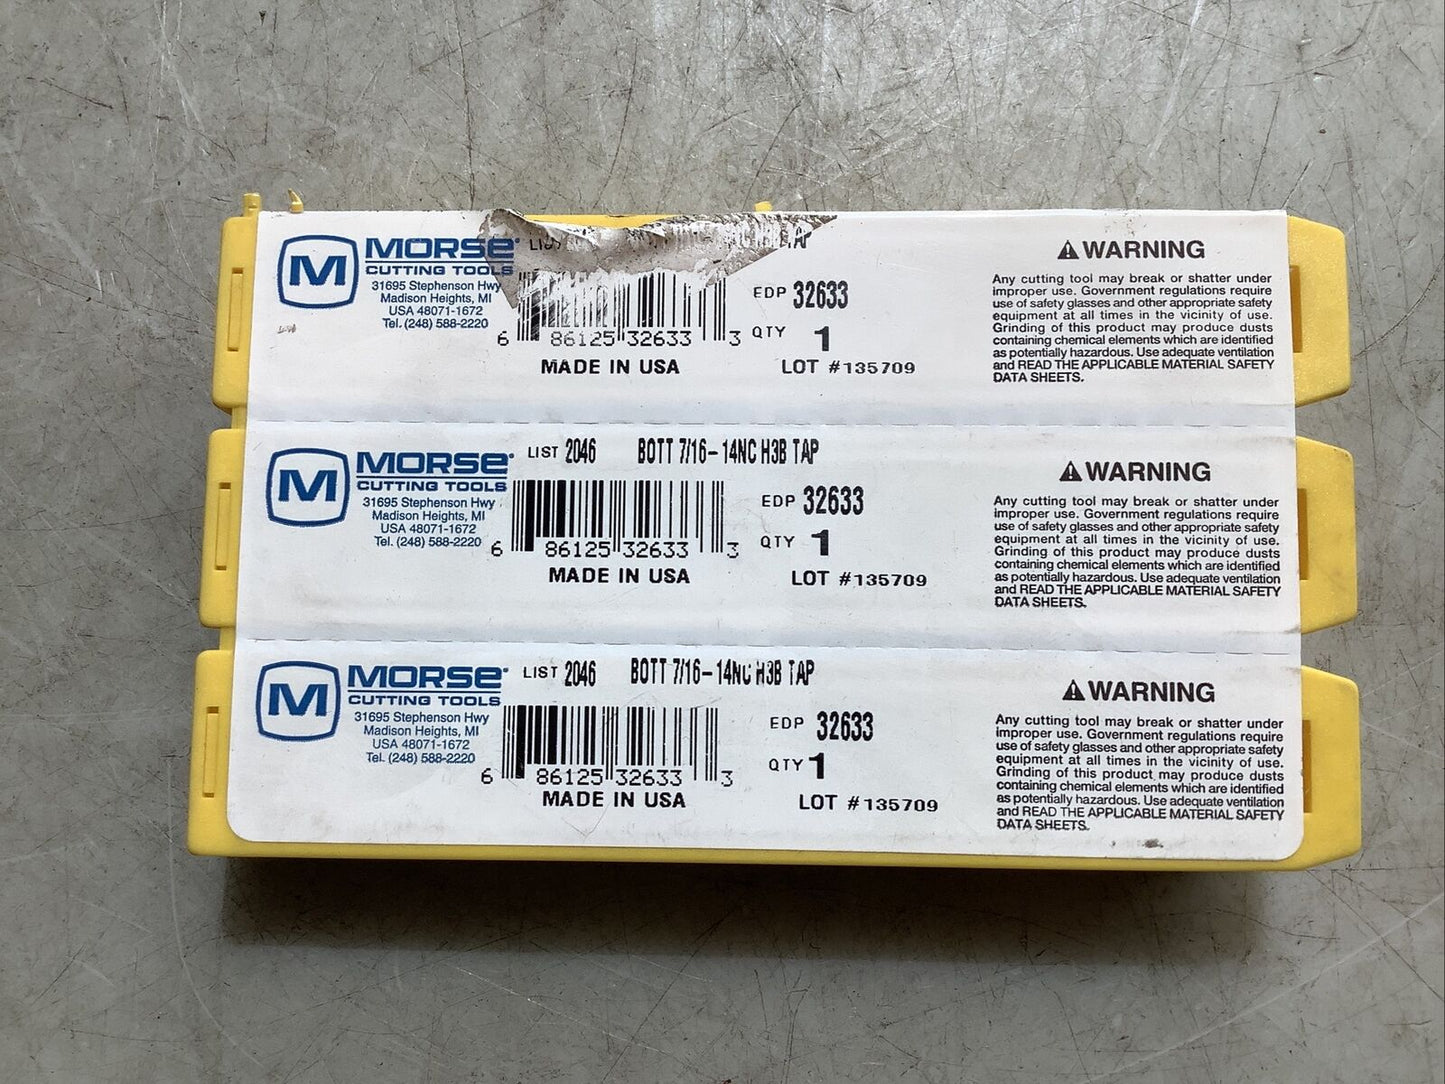 M
MORSE
CUTTING TOOLS
31695 Stephenson Hwy
Madison Heights, MI
USA 48071-1672
Tel. (248) 588-2220
TAP
6 86125 32633 3
MADE IN USA
EDP 32633
QTY 1
LOT #135709
WARNING
Any cutting tool may break or shatter under
improper use. Government regulations require
use of safety glasses and other appropriate safety
equipment at all times in the vicinity of use.
Grinding of this product may produce dusts
containing chemical elements which are identified
as potentially hazardous. Use adequate ventilation
and READ THE APPLICABLE MATERIAL SAFETY
DATA SHEETS.
M
MORSE
CUTTING TOOLS
31695 Stephenson Hwy
Madison Heights, MI
USA 48071-1672
Tel. (248) 588-2220
LIST 2046 BOTT 7/16-14NC H3B TAP
6 86125 32633 3
MADE IN USA
EDP 32633
QTY 1
LOT #135709
WARNING
Any cutting tool may break or shatter under
improper use. Government regulations require
use of safety glasses and other appropriate safety
equipment at all times in the vicinity of use.
Grinding of this product may produce dusts
containing chemical elements which are identified
as potentially hazardous. Use adequate ventilation
and READ THE APPLICABLE MATERIAL SAFETY
DATA SHEETS.
M
MORSE
CUTTING TOOLS
31695 Stephenson Hwy
Madison Heights, MI
USA 48071-1672
Tel. (248) 588-2220
LIST 2046 BOTT 7/16-14NC H3B TAP
6 86125 32633 3
MADE IN USA
EDP 32633
QTY 1
LOT #135709
WARNING
Any cutting tool may break or shatter under
improper use. Government regulations require
use of safety glasses and other appropriate safety
equipment at all times in the vicinity of use.
Grinding of this product may produce dusts
containing chemical elements which are identified
as potentially hazardous. Use adequate ventilation
and READ THE APPLICABLE MATERIAL SAFETY
DATA SHEETS.